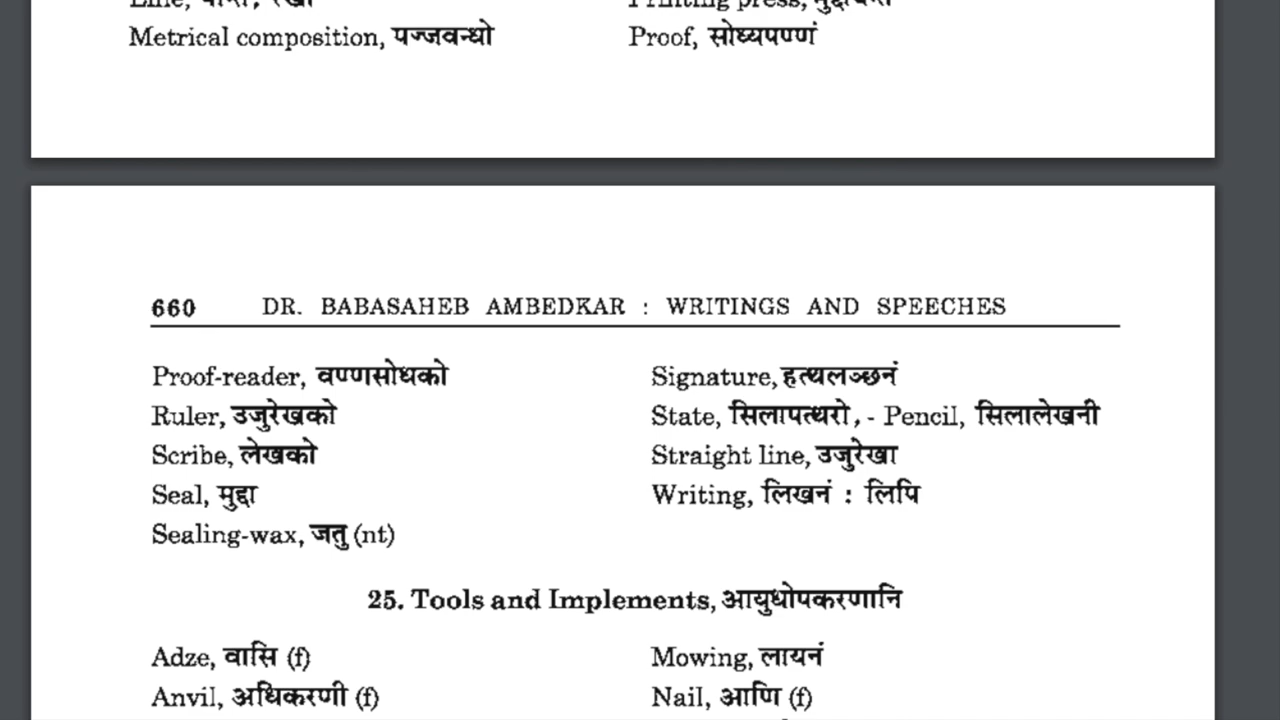 Metrical composition, पज्जवन्धो
Proof, सोघ्यपण्णं
660 DR. BABASAHEB AMBEDKAR : WRITINGS AND SPEECHES
Proof-reader, वण्णसोधको
Ruler, उजुरेखको
Scribe, लेखको
Seal, मुद्दा
Sealing-wax, जतु (nt)
Signature, हत्थलञ्छनं
State, सिलापत्थरो, - Pencil, सिलालेखनी
Straight line, उजुरेखा
Writing, लिखनं : लिपि
25. Tools and Implements, आयुधोपकरणानि
Adze, वासि (f)
Anvil, अधिकरणी (f)
Mowing, लायनं
Nail, आणि (f)